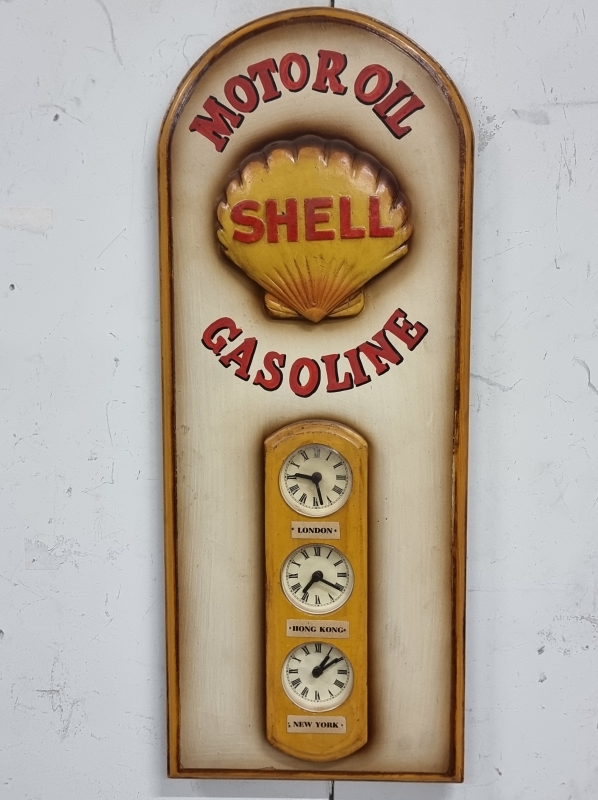 MOTOR OIL
SHELL
GASOLINE
• LONDON •
• HONG KONG •
• NEW YORK •